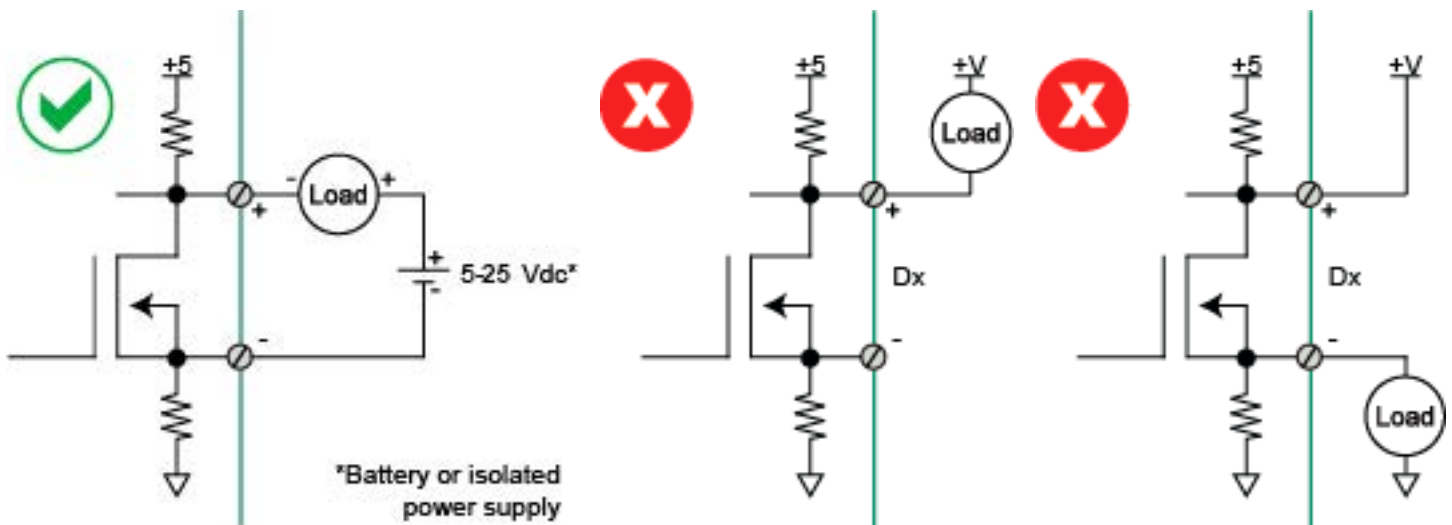 +5
- Load +
+
+
5-25 Vdc*
-
-
*Battery or isolated
power supply
X
+5
+V
Load
+
Dx
-
X
+5
+V
+
Dx
-
Load